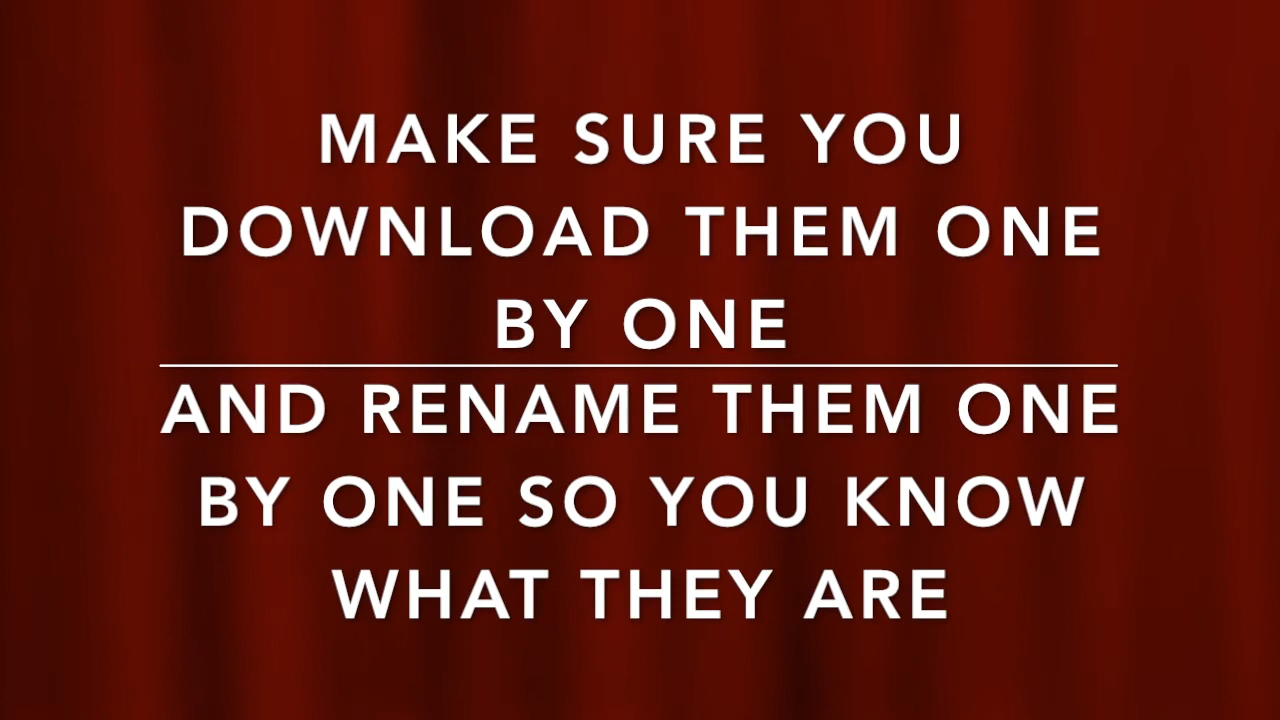 MAKE SURE YOU
DOWNLOAD THEM ONE
BY ONE
AND RENAME THEM ONE
BY ONE SO YOU KNOW
WHAT THEY ARE